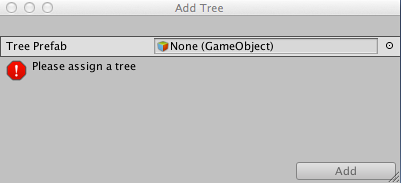 Add Tree
Tree Prefab None (GameObject)
Please assign a tree
Add